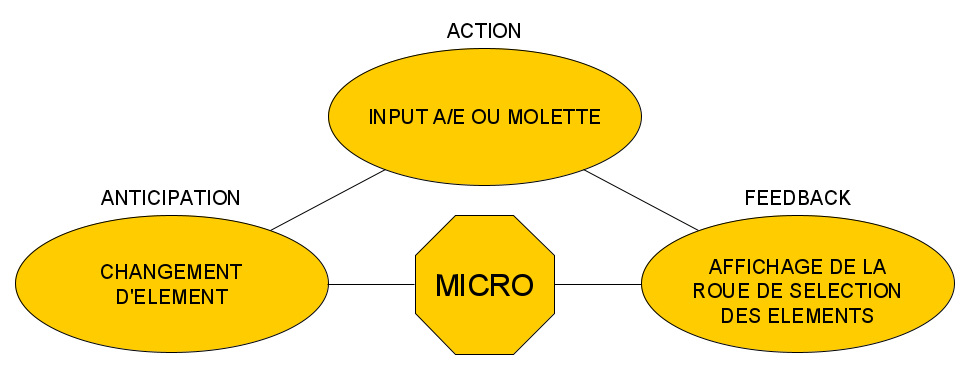 ACTION
INPUT A/E OU MOLETTE
ANTICIPATION
CHANGEMENT
D'ELEMENT
MICRO
FEEDBACK
AFFICHAGE DE LA
ROUE DE SELECTION
DES ELEMENTS